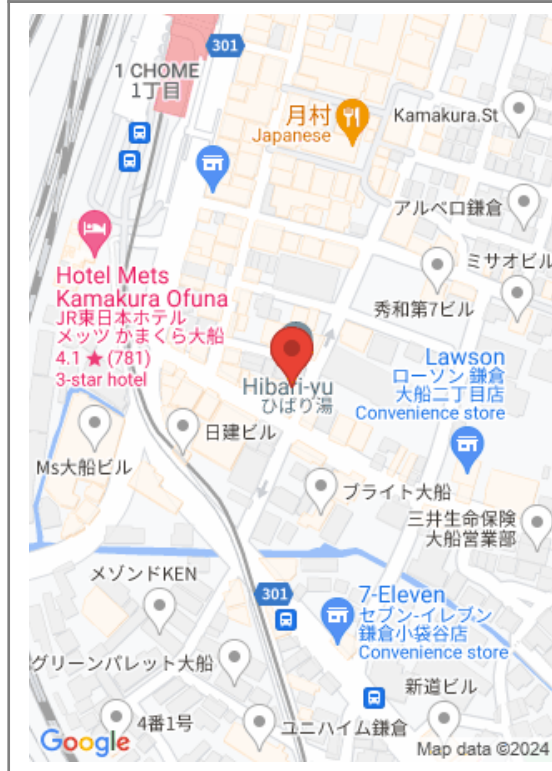 301
1 CHOME
1丁目
月村
Japanese
Kamakura.St
アルベロ鎌倉
ミサオビル
Hotel Mets
Kamakura Ofuna
JR東日本ホテル
メッツ かまくら大船
4.1 ★ (781)
3-star hotel
秀和第7ビル
Lawson
ローソン 鎌倉
大船二丁目店
Convenience store
Hibari-yu
ひばり湯
日建ビル
Ms大船ビル
ブライト大船
三井生命保険
大船営業部
メゾンドKEN
301
7-Eleven
セブン-イレブン
鎌倉小袋谷店
Convenience store
グリーンパレット大船
新道ビル
4番1号
ユニハイム鎌倉
Google
Map data ©2024